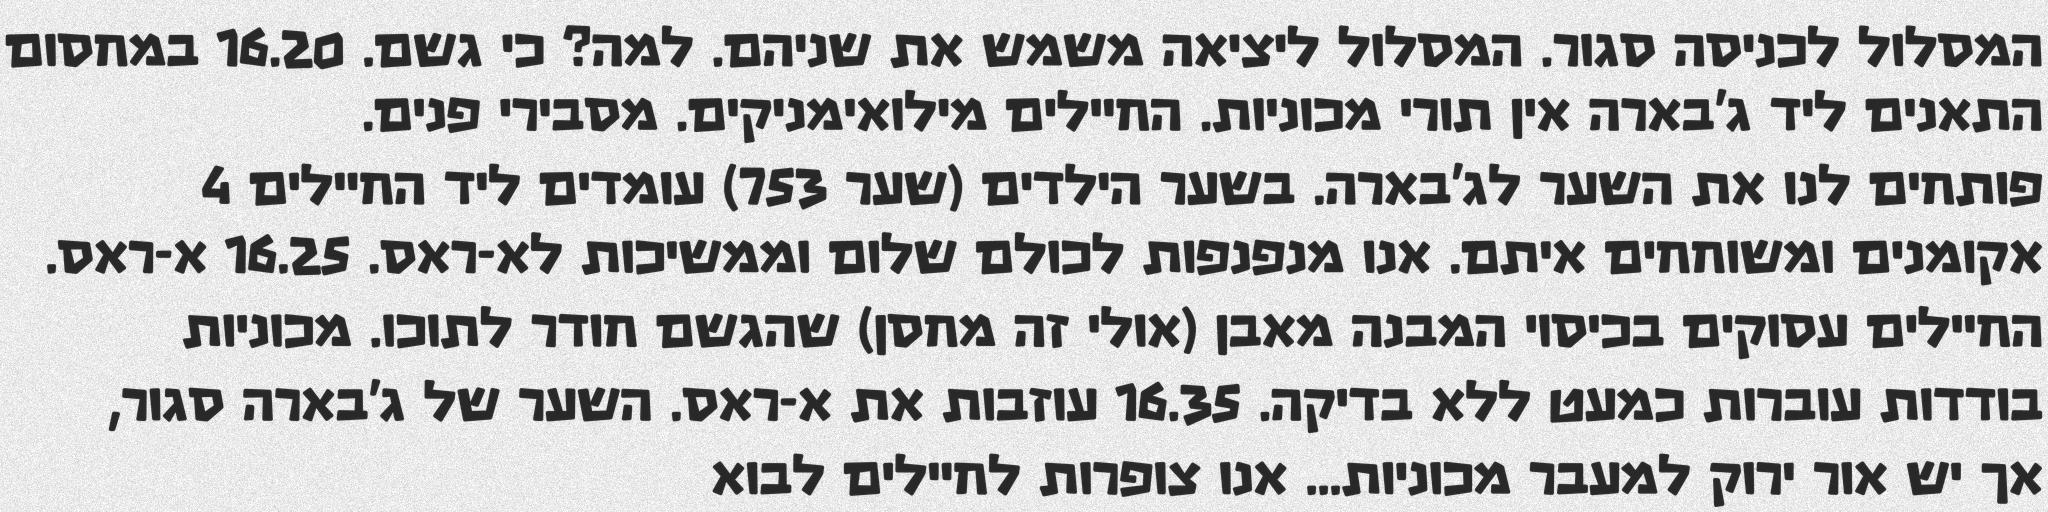 המסלול לכניסה סגור. המסלול ליציאה משמש את שניהם. למה? כי גשם. 16.20 במחסום
התאנים ליד ג'בארה אין תורי מכוניות. החיילים מילואימניקים. מסבירי פנים.
פותחים לנו את השער לג'בארה. בשער הילדים (שער 753) עומדים ליד החיילים 4
אקומנים ומשוחחים איתם. אנו מנפנפות לכולם שלום וממשיכות לא-ראס. 16.25 א-ראס.
החיילים עסוקים בכיסוי המבנה מאבן (אולי זה מחסן) שהגשם חודר לתוכו. מכוניות
בודדות עוברות כמעט ללא בדיקה. 16.35 עוזבות את א-ראס. השער של ג'בארה סגור,
אך יש אור ירוק למעבר מכוניות... אנו צופרות לחיילים לבוא